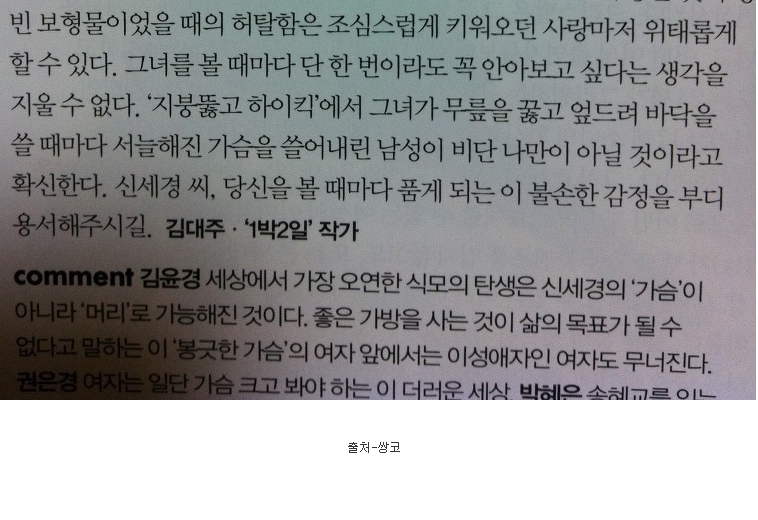 빈 보형물이었을 때의 허탈함은 조심스럽게 키워오던 사랑마저 위태롭게
할 수 있다. 그녀를 볼 때마다 단 한 번이라도 꼭 안아보고 싶다는 생각을
지울 수 없다. ‘지붕뚫고 하이킥’에서 그녀가 무릎을 꿇고 엎드려 바닥을
쓸 때마다 서늘해진 가슴을 쓸어내린 남성이 비단 나만이 아닐 것이라고
확신한다. 신세경 씨, 당신을 볼 때마다 품게 되는 이 불손한 감정을 부디
용서해주시길. 김대주 · ‘1박2일’ 작가
comment 김윤경 세상에서 가장 오연한 식모의 탄생은 신세경의 ‘가슴’이
아니라 ‘머리’로 가능해진 것이다. 좋은 가방을 사는 것이 삶의 목표가 될 수
없다고 말하는 이 ‘봉긋한 가슴’의 여자 앞에서는 이성애자인 여자도 무너진다.
권은경 여자는 일단 가슴 크고 봐야 하는 이 더러운 세상. 박혜은 송혜교를 잇는
출처-쌍코